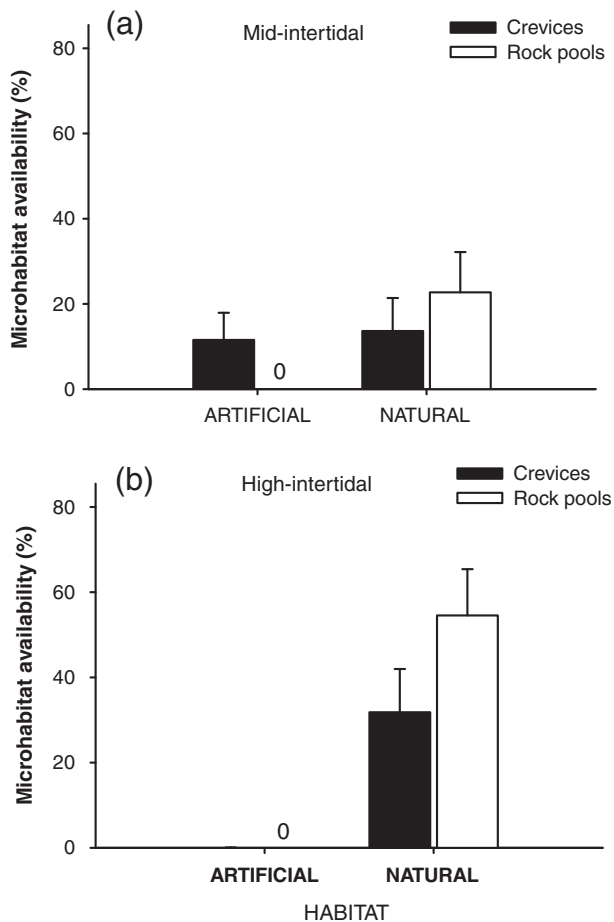 (a)
Mid-intertidal
Crevices
Rock pools
Microhabitat availability (%)
80
60
40
20
0
0
ARTIFICIAL
NATURAL
(b)
High-intertidal
Crevices
Rock pools
Microhabitat availability (%)
80
60
40
20
0
0
ARTIFICIAL
NATURAL
HABITAT